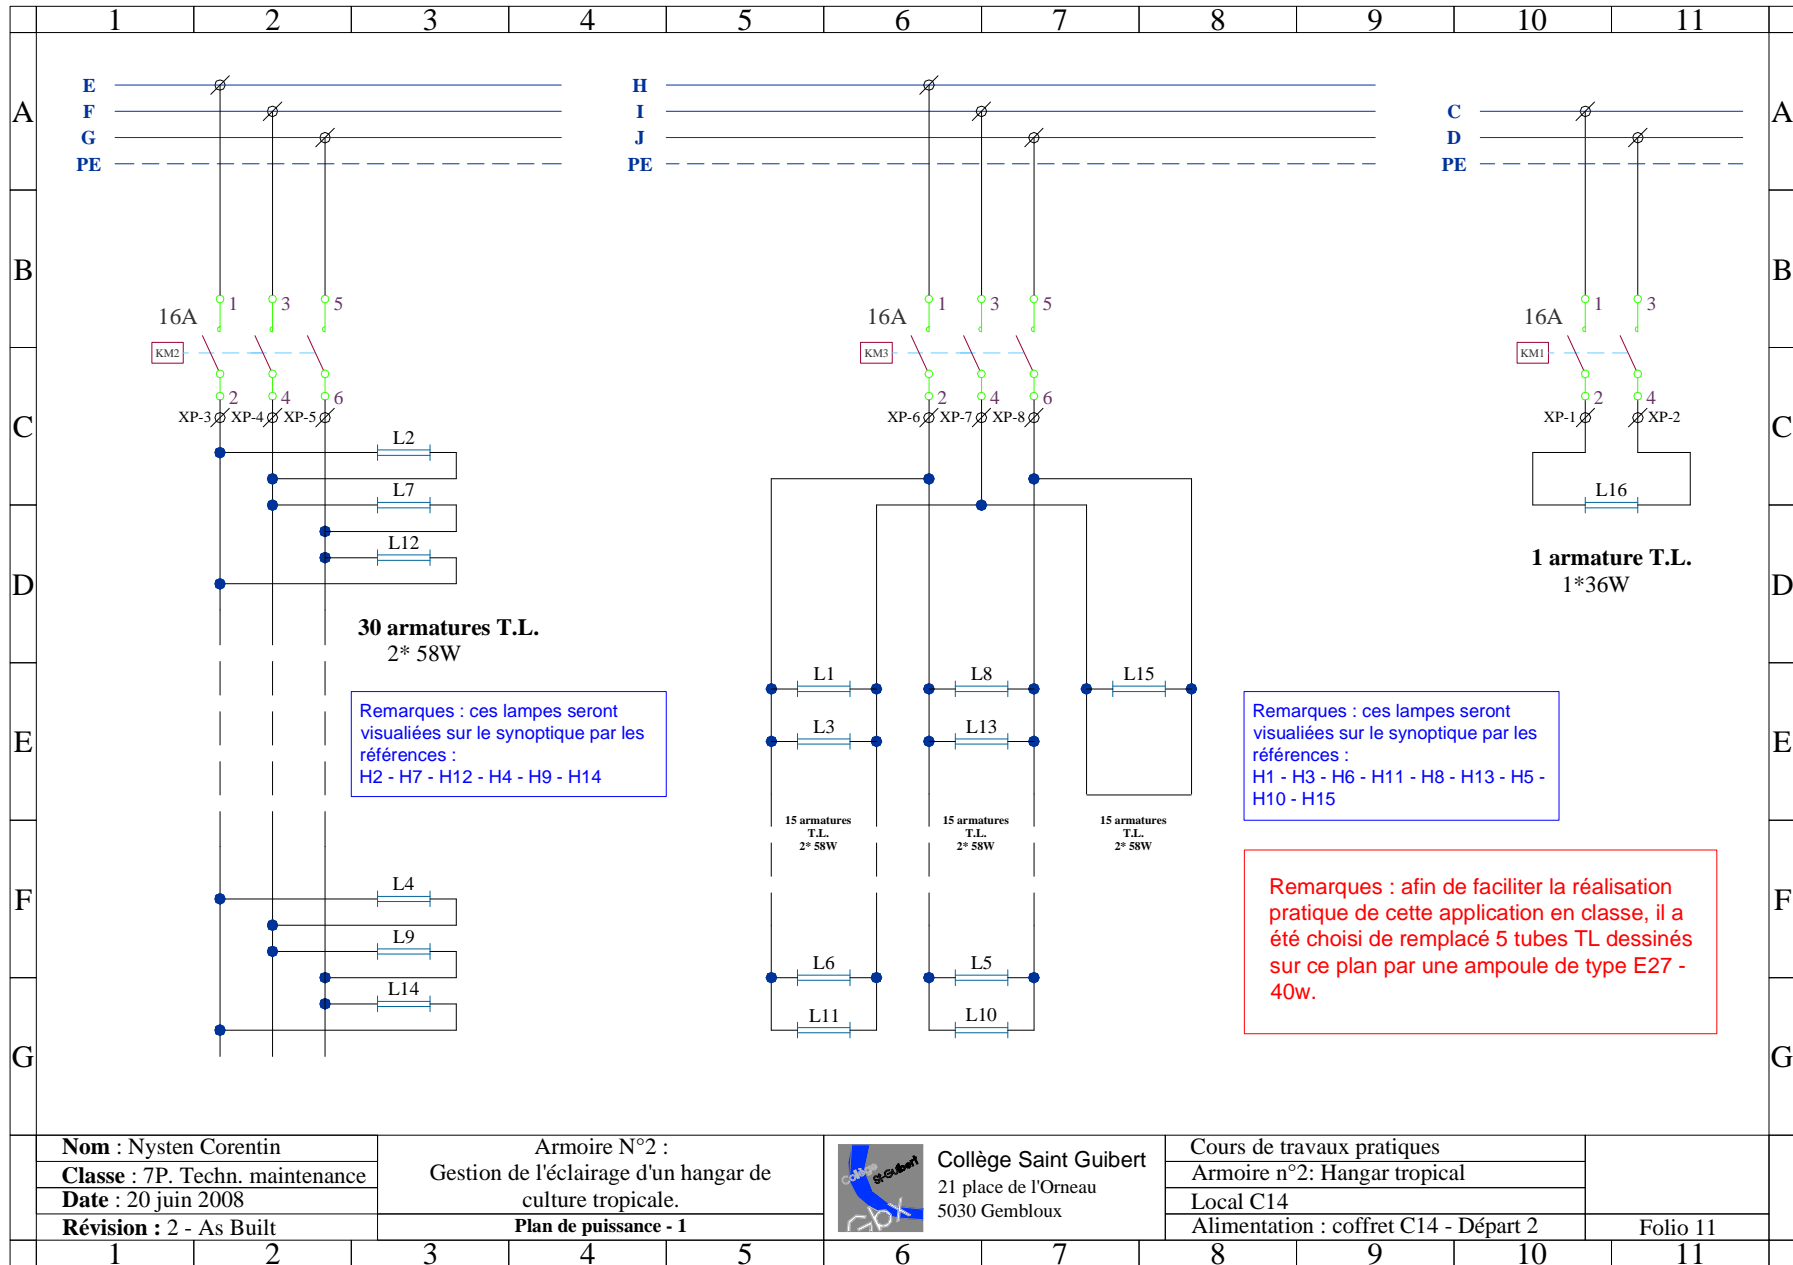 1 2 3 4 5 6 7 8 9 10 11
A A
B B
C C
D D
E E
F F
G G
E
F
G
PE
H
I
J
PE
C
D
PE
1 3 5
16A
KM2
2 4 6
XP-3 XP-4 XP-5
L2
L7
L12
30 armatures T.L.
2* 58W
Remarques : ces lampes seront
visualiées sur le synoptique par les
références :
H2 - H7 - H12 - H4 - H9 - H14
L4
L9
L14
1 3 5
16A
KM3
2 4 6
XP-6 XP-7 XP-8
L1 L8 L15
L3 L13
15 armatures
T.L.
2* 58W
15 armatures
T.L.
2* 58W
15 armatures
T.L.
2* 58W
L6 L5
L11 L10
1 3
16A
KM1
2 4
XP-1 XP-2
L16
1 armature T.L.
1*36W
Remarques : ces lampes seront
visualiées sur le synoptique par les
références :
H1 - H3 - H6 - H11 - H8 - H13 - H5 -
H10 - H15
Remarques : afin de faciliter la réalisation
pratique de cette application en classe, il a
été choisi de remplacé 5 tubes TL dessinés
sur ce plan par une ampoule de type E27 -
40w.
Nom : Nysten Corentin
Classe : 7P. Techn. maintenance
Date : 20 juin 2008
Révision : 2 - As Built
Armoire N°2 :
Gestion de l'éclairage d'un hangar de
culture tropicale.
Plan de puissance - 1
Collège St-Guibert
Gbx
Collège Saint Guibert
21 place de l'Orneau
5030 Gembloux
Cours de travaux pratiques
Armoire n°2: Hangar tropical
Local C14
Alimentation : coffret C14 - Départ 2
Folio 11
1 2 3 4 5 6 7 8 9 10 11